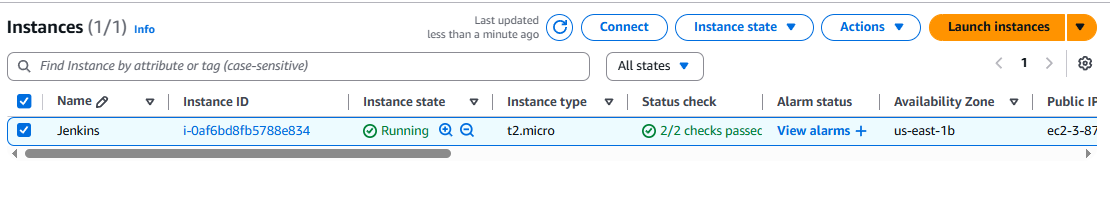 Instances (1/1) Info
Last updated
less than a minute ago
Connect
Instance state
Actions
Launch instances
Find Instance by attribute or tag (case-sensitive)
All states
1
Name Instance ID Instance state Instance type Status check Alarm status Availability Zone Public IP
Jenkins i-0af6bd8fb5788e834 Running t2.micro 2/2 checks passec View alarms + us-east-1b ec2-3-87